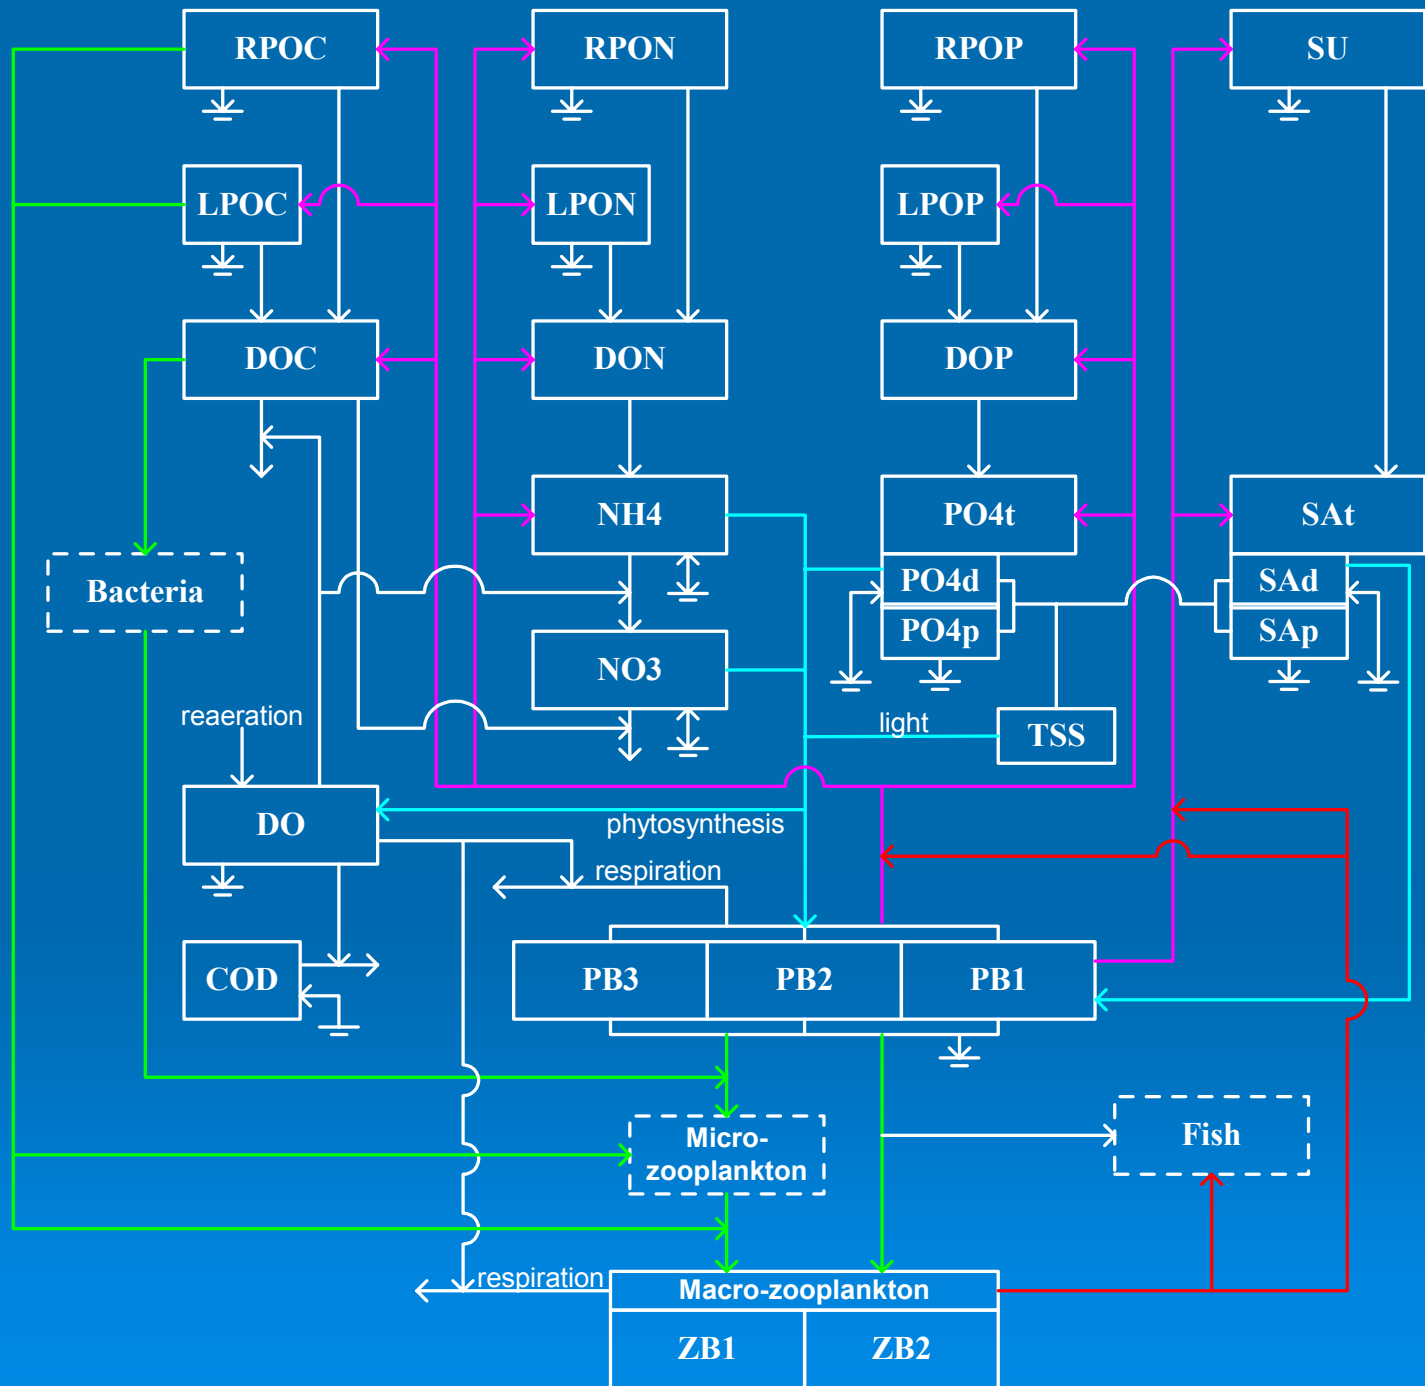 RPOC
RPON
RPOP
SU
LPOC
LPON
LPOP
DOC
DON
DOP
NH4
PO4t
SAt
Bacteria
PO4d
SAd
PO4p
SAp
NO3
reaeration
light
TSS
DO
phytosynthesis
respiration
COD
PB3
PB2
PB1
Micro-
zooplankton
Fish
respiration
Macro-zooplankton
ZB1
ZB2